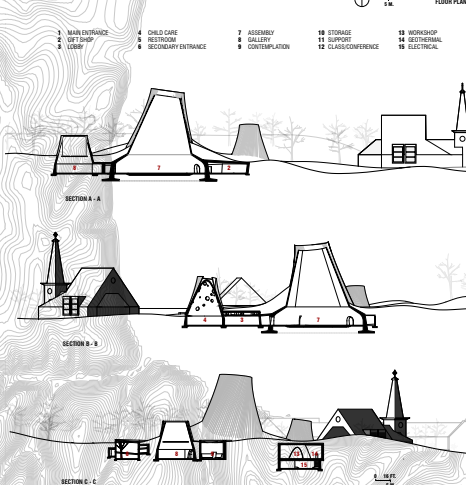 5 M.
FLOOR PLAN
1 MAIN ENTRANCE
2 GIFT SHOP
3 LOBBY
4 CHILD CARE
5 RESTROOM
6 SECONDARY ENTRANCE
7 ASSEMBLY
8 GALLERY
9 CONTEMPLATION
10 STORAGE
11 SUPPORT
12 CLASS/CONFERENCE
13 WORKSHOP
14 GEOTHERMAL
15 ELECTRICAL
7
2
SECTION A - A
4
3
7
SECTION B - B
8
13
14
15
SECTION C - C
0 16 FT.